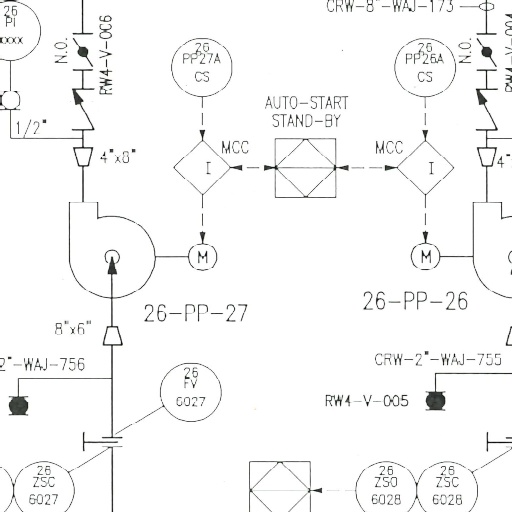 CRW-8"-WAJ-173
26
PI
xxxx
N.O.
RW4-V-006
26
PP27A
CS
26
PP26A
CS
N.O.
1/2"
AUTO-START
STAND-BY
4"x8"
MCC
MCC
I
I
4"
M
M
26-PP-27
26-PP-26
8"x6"
2"-WAJ-756
CRW-2"-WAJ-755
26
FV
6027
RW4-V-005
26
ZSC
6027
26
ZSO
6028
26
ZSC
6028